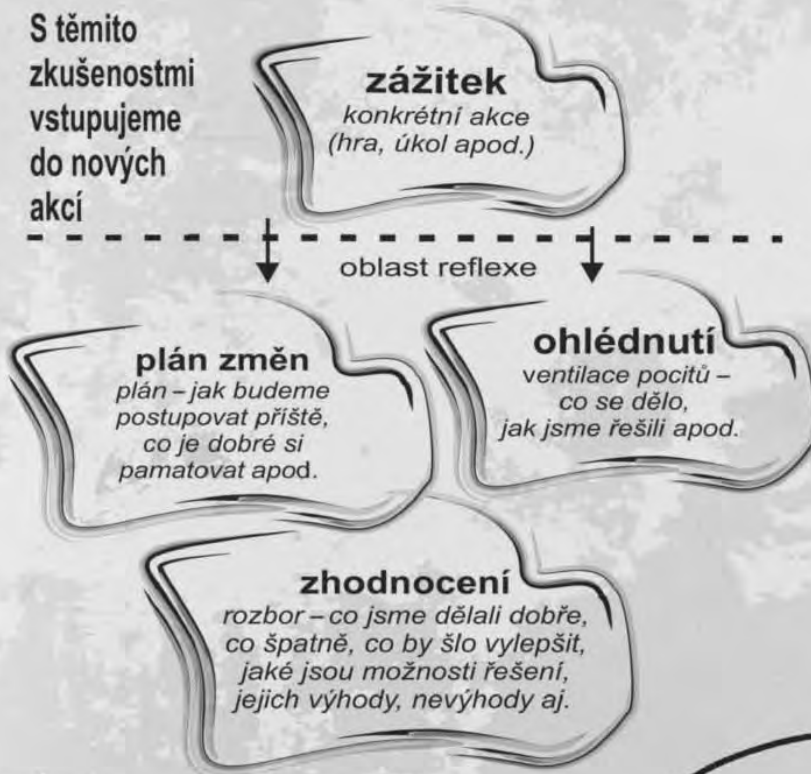 S těmito
zkušenostmi
vstupujeme
do nových
akcí
zážitek
konkrétní akce
(hra, úkol apod.)
oblast reflexe
plán změn
plán – jak budeme
postupovat příště,
co je dobré si
pamatovat apod.
ohlédnutí
ventilace pocitů –
co se dělo,
jak jsme řešili apod.
zhodnocení
rozbor – co jsme dělali dobře,
co špatně, co by šlo vylepšit,
jaké jsou možnosti řešení,
jejich výhody, nevýhody aj.